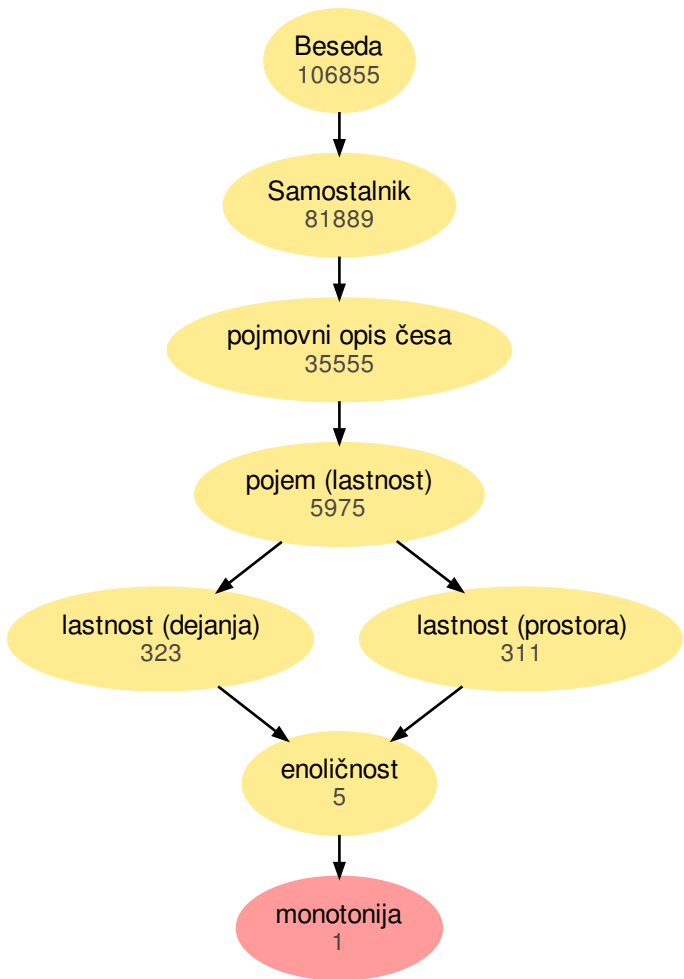 Beseda
106855
Samostalnik
81889
pojmovni opis česa
35555
pojem (lastnost)
5975
lastnost (dejanja)
323
lastnost (prostora)
311
enoličnost
5
monotonija
1